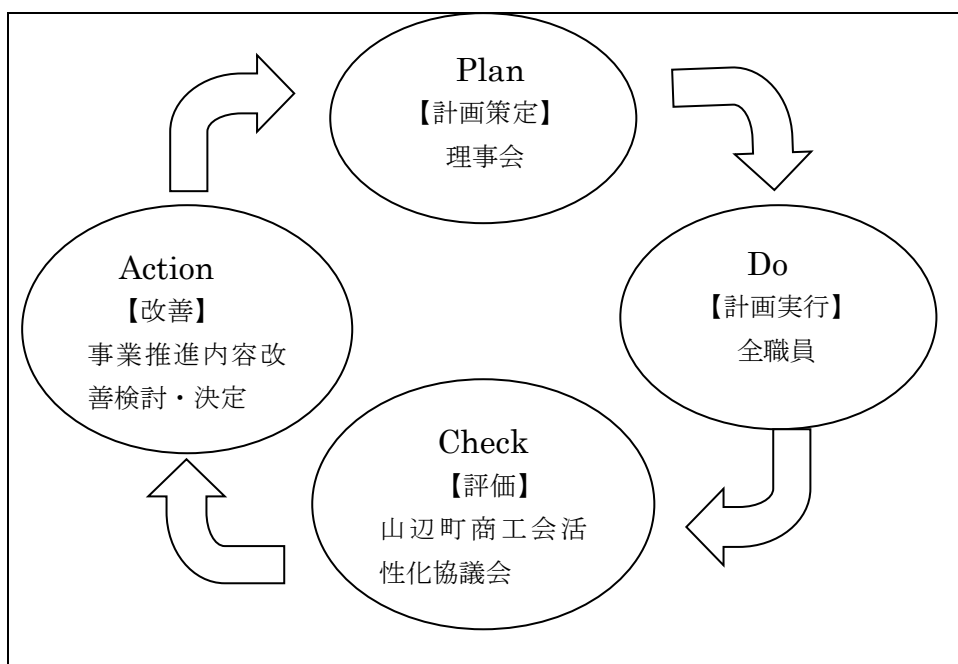 Plan
【計画策定】
理事会
Do
【計画実行】
全職員
Check
【評価】
山辺町商工会活
性化協議会
Action
【改善】
事業推進内容改
善検討・決定